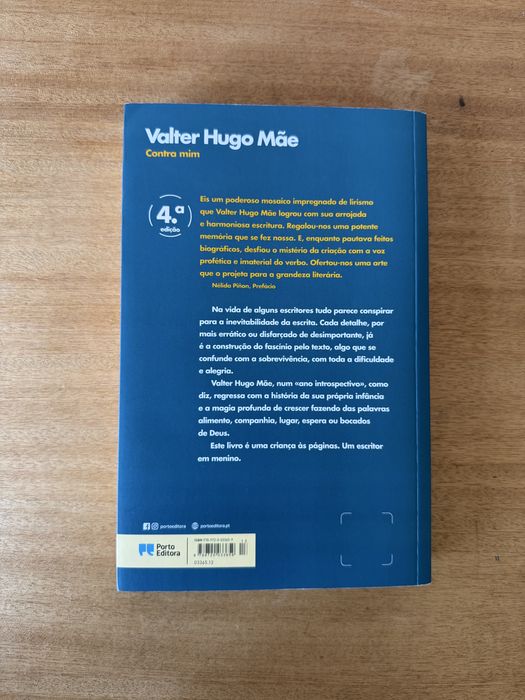 Valter Hugo Mãe
Contra mim
4.ª
edição
Eis um poderoso mosaico impregnado de lirismo
que Valter Hugo Mãe logrou com sua arrojada
e harmoniosa escritura. Regalou-nos uma potente
memória que se fez nossa. E, enquanto pautava feitos
biográficos, desfiou o mistério da criação com a voz
profética e imaterial do verbo. Ofertou-nos uma arte
que o projeta para a grandeza literária.
Nélida Piñon, Prefácio
Na vida de alguns escritores tudo parece conspirar
para a inevitabilidade da escrita. Cada detalhe, por
mais errático ou disfarçado de desimportante, já
é a construção do fascínio pelo texto, algo que se
confunde com a sobrevivência, com toda a dificuldade
e alegria.
Valter Hugo Mãe, num «ano introspectivo», como
diz, regressa com a história da sua própria infância
e a magia profunda de crescer fazendo das palavras
alimento, companhia, lugar, espera ou bocados
de Deus.
Este livro é uma criança às páginas. Um escritor
em menino.
portoeditora
portoeditora.pt
Porto
Editora
ISBN
03365.13